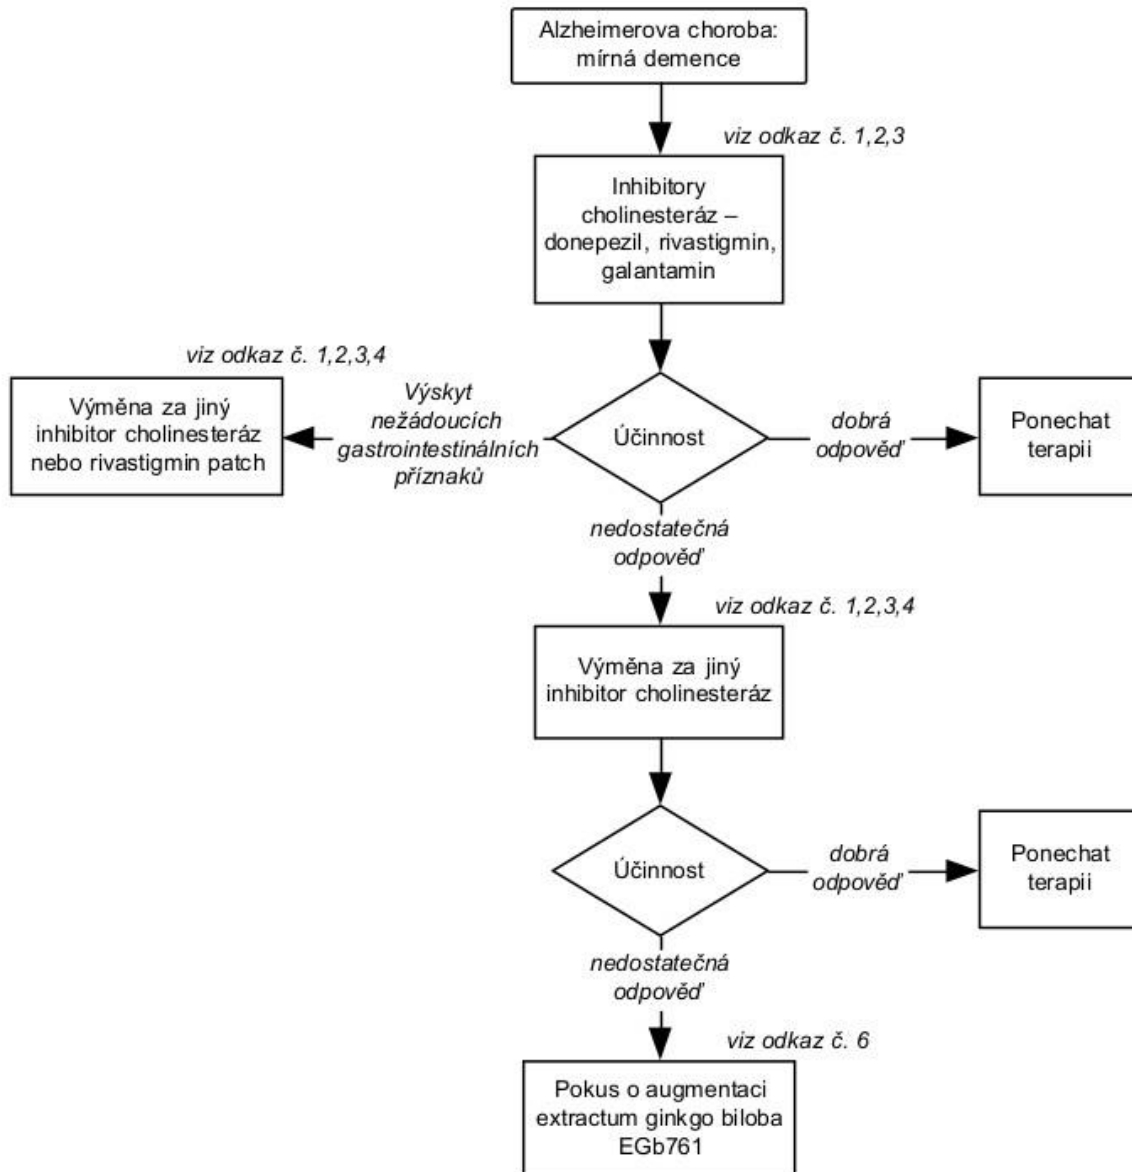 Alzheimerova choroba:
mírná demence
viz odkaz č. 1,2,3
Inhibitory
cholinesteráz –
donepezil, rivastigmin,
galantamin
viz odkaz č. 1,2,3,4
Výměna za jiný
inhibitor cholinesteráz
nebo rivastigmin patch
Výskyt
nežádoucích
gastrointestinálních
příznaků
Účinnost
dobrá
odpověď
Ponechat
terapii
nedostatečná
odpověď
viz odkaz č. 1,2,3,4
Výměna za jiný
inhibitor cholinesteráz
Účinnost
dobrá
odpověď
Ponechat
terapii
nedostatečná
odpověď
viz odkaz č. 6
Pokus o augmentaci
extractum ginkgo biloba
EGb761